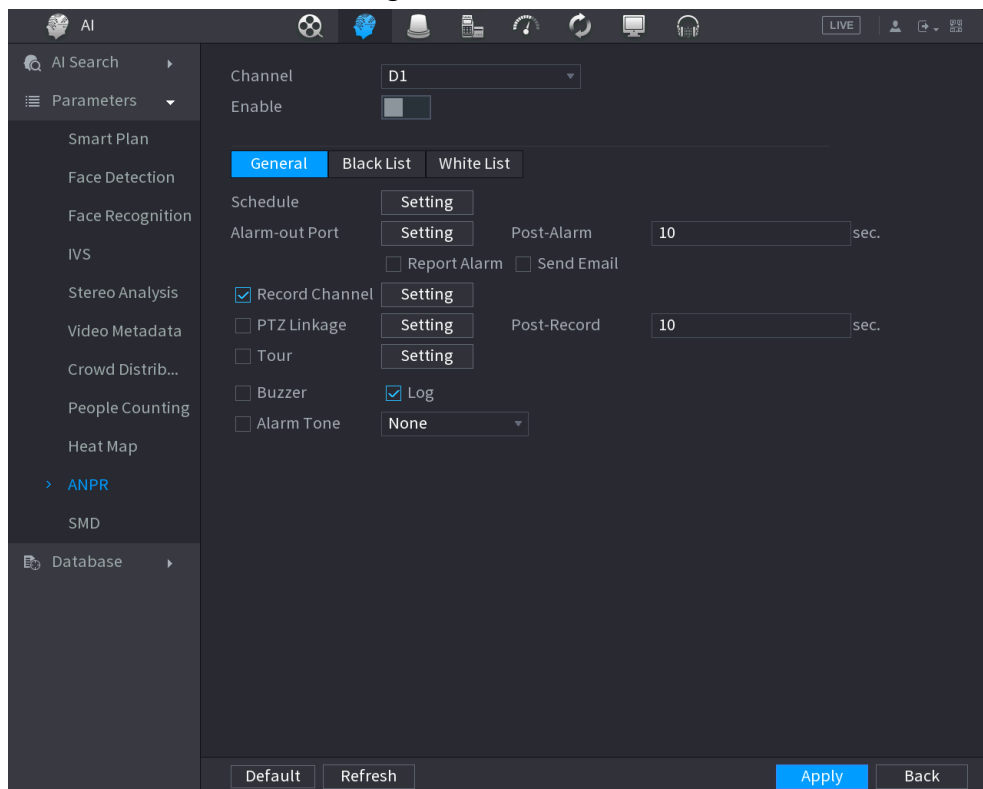 AI
LIVE
AI Search
Parameters
Smart Plan
Face Detection
Face Recognition
IVS
Stereo Analysis
Video Metadata
Crowd Distrib...
People Counting
Heat Map
> ANPR
SMD
Database
Channel D1
Enable
General Black List White List
Schedule Setting
Alarm-out Port Setting Post-Alarm 10 sec.
Report Alarm Send Email
Record Channel Setting
PTZ Linkage Setting Post-Record 10 sec.
Tour Setting
Buzzer Log
Alarm Tone None
Default Refresh Apply Back